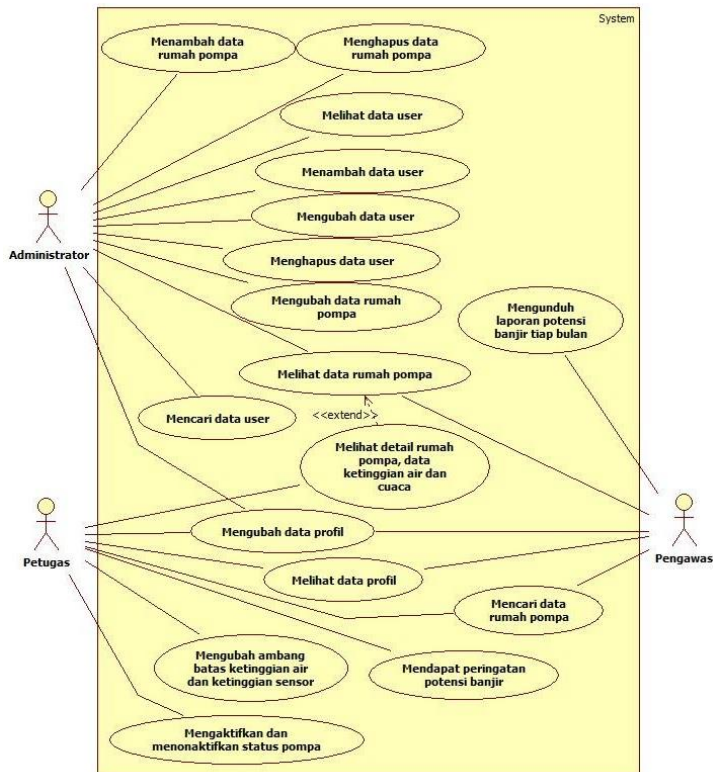 System
Menambah data
rumah pompa
Menghapus data
rumah pompa
Melihat data user
Menambah data user
Mengubah data user
Administrator
Menghapus data user
Mengubah data rumah
pompa
Mengunduh
laporan potensi
banjir tiap bulan
Melihat data rumah pompa
Mencari data user
<<extend>>
Melihat detail rumah
pompa, data
ketinggian air dan
cuaca
Petugas
Mengubah data profil
Pengawas
Melihat data profil
Mencari data
rumah pompa
Mengubah ambang
batas ketinggian air
dan ketinggian sensor
Mendapat peringatan
potensi banjir
Mengaktifkan dan
menonaktifkan status pompa